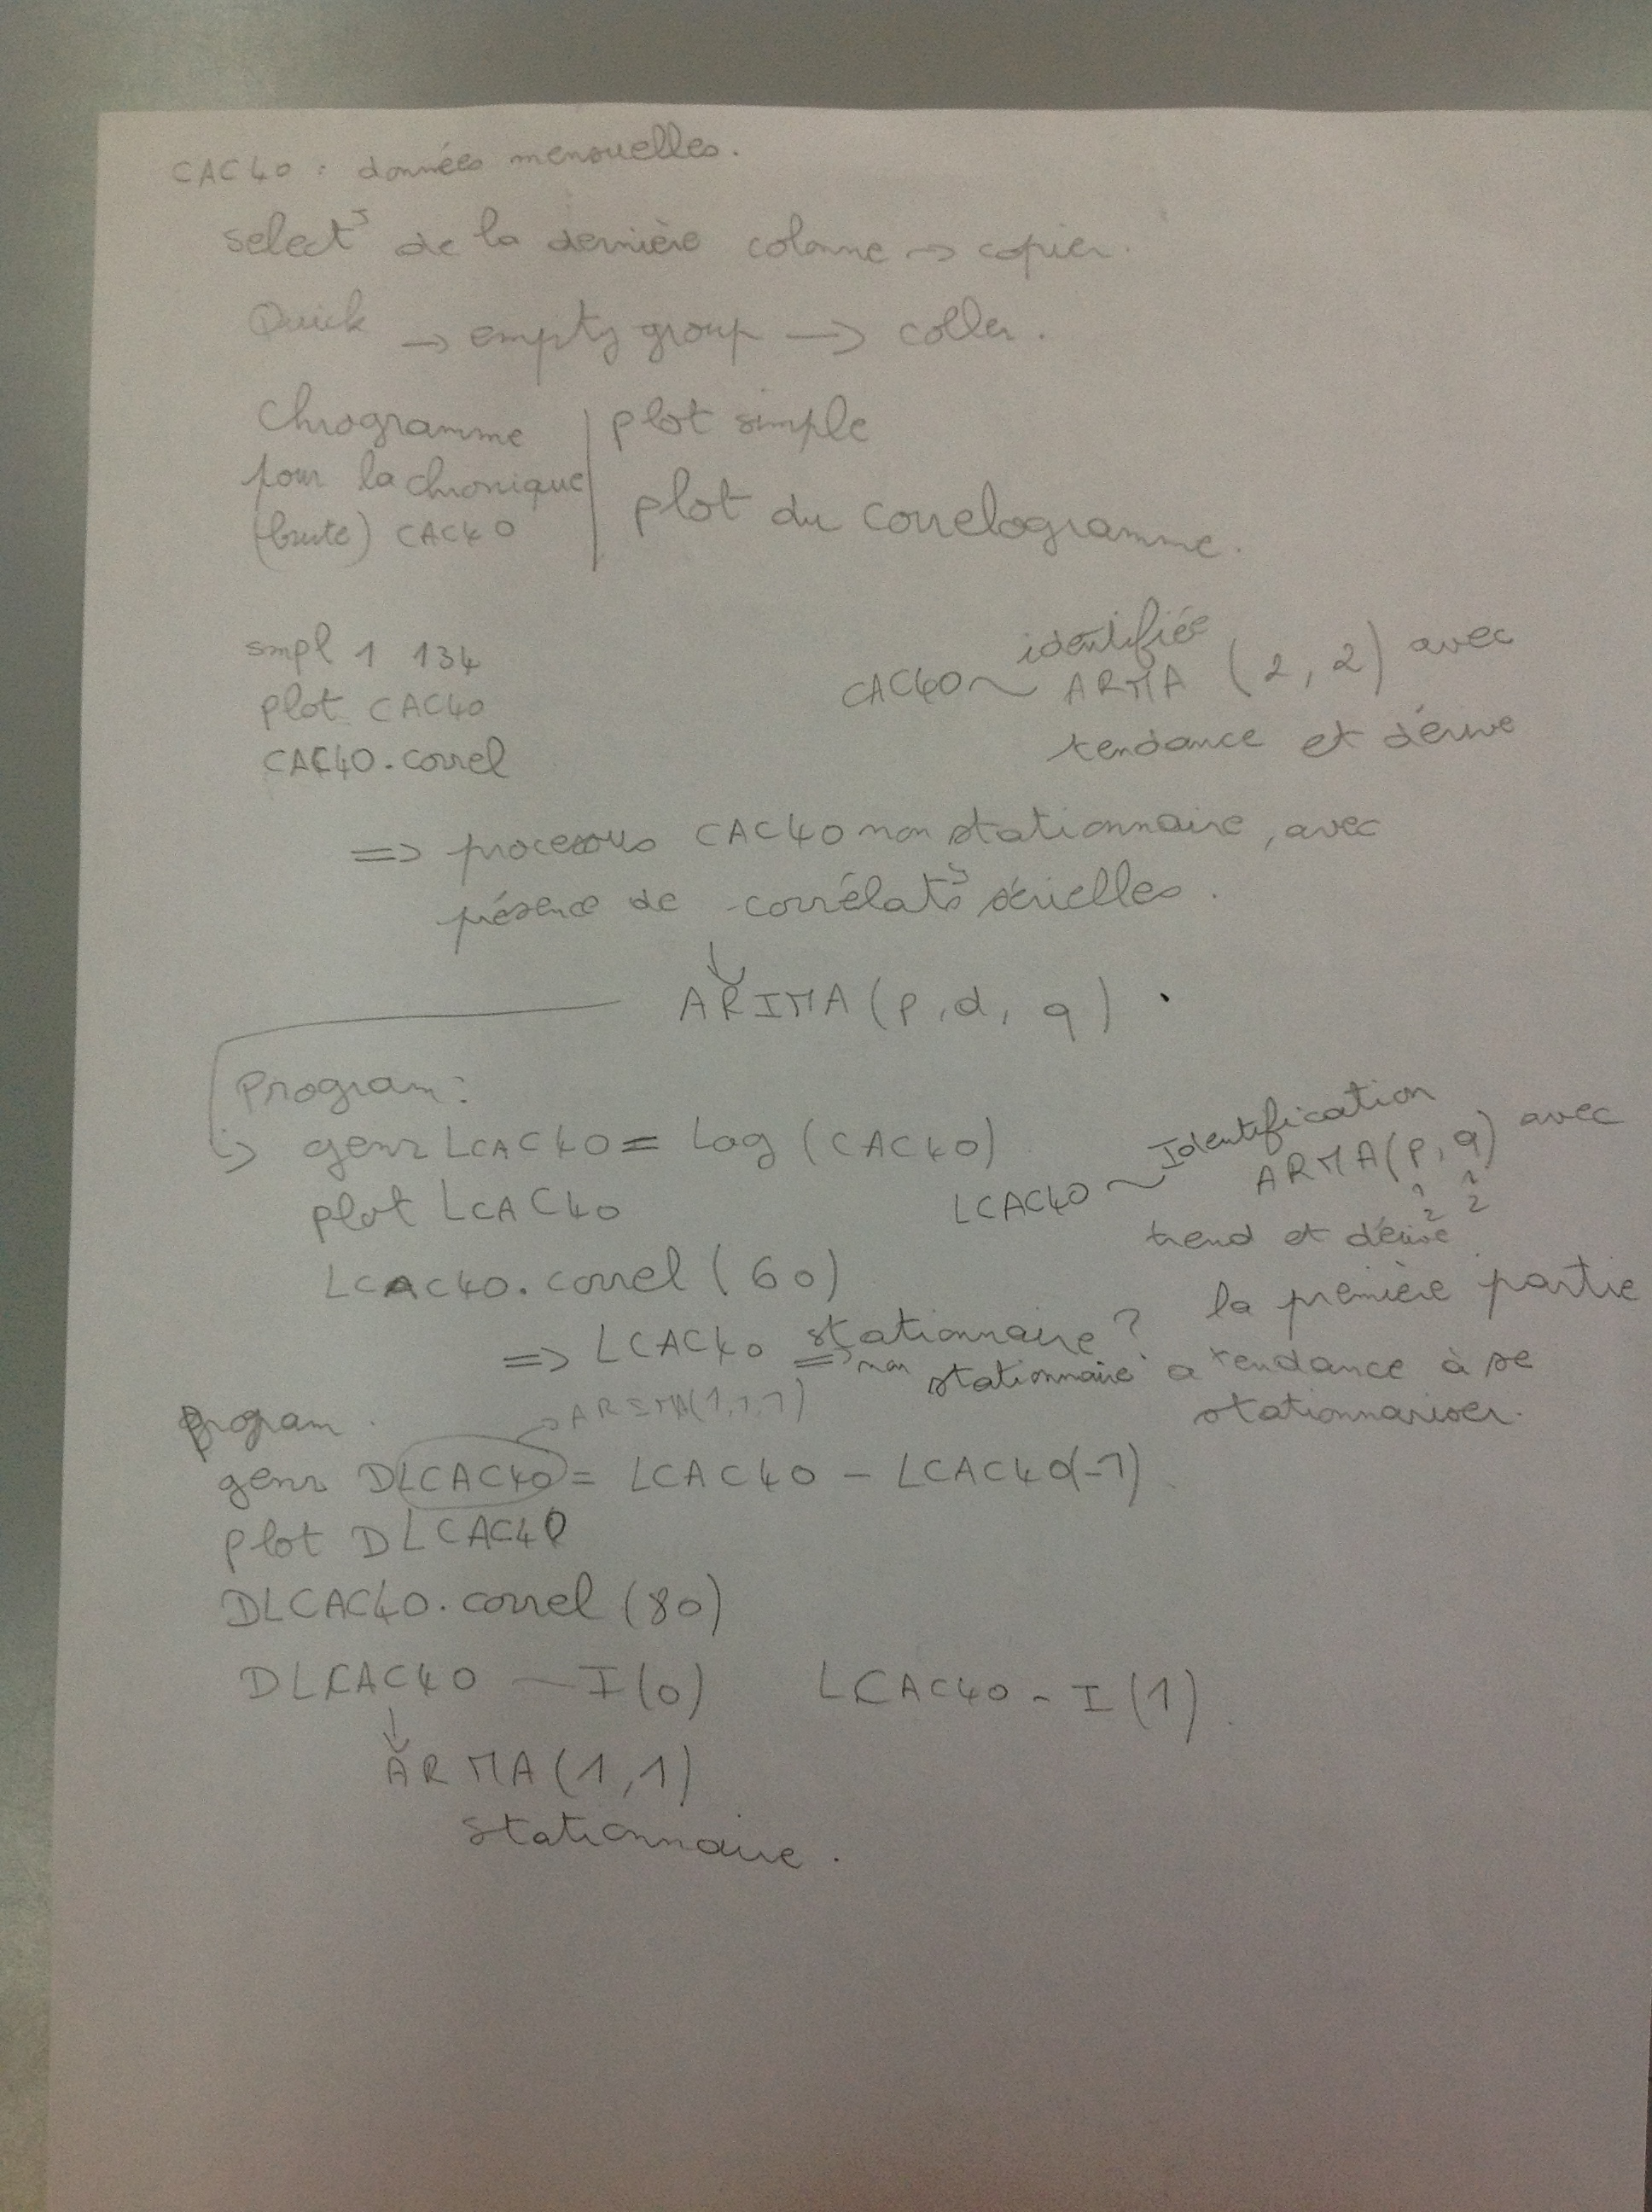 CAC40 : données mensuelles.
select° de la dernière colonne → copier.
Quick → empty group → coller.
Chrogramme | plot simple
pour la chronique
(brute) CAC40 | plot du correlogramme.
smpl 1 134
plot CAC40
CAC40.correl
CAC40 ~ identifiée
ARMA (2, 2) avec
tendance et dérive
=> processus CAC40 non stationnaire, avec
présence de corrélat°s sérielles.
↓
ARIMA (p, d, q).
Program :
→ genr LCAC40 = Log (CAC40)
plot LCAC40
LCAC40.correl (60)
LCAC40 ~ Identification
ARMA(p, q) avec
2 2
trend et dérive
=> LCAC40 stationnaire ?
=> non stationnaire
la première partie
a tendance à se
stationnariser.
→ ARIMA(1,1,1)
program.
genr DLCAC40 = LCAC40 - LCAC40(-1)
plot DLCAC40
DLCAC40.correl (80)
DLCAC40 ~ I(0) LCAC40 ~ I(1).
↓
ARMA(1,1)
stationnaire.